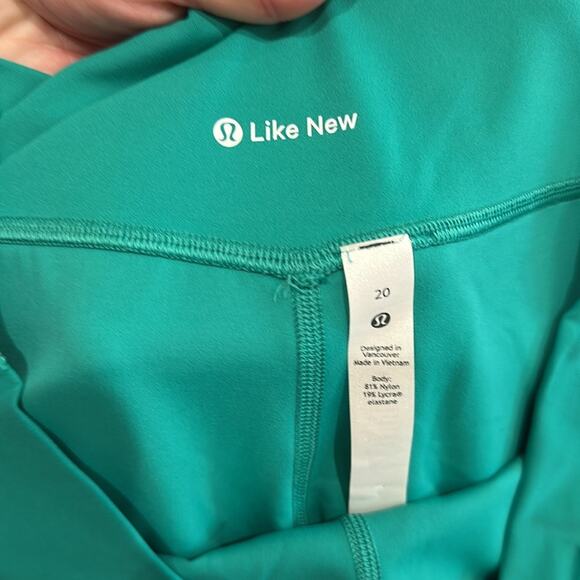 Like New
20
Designed in
Vancouver
Made in Vietnam
Body:
81% Nylon
19% Lycra®
elastane